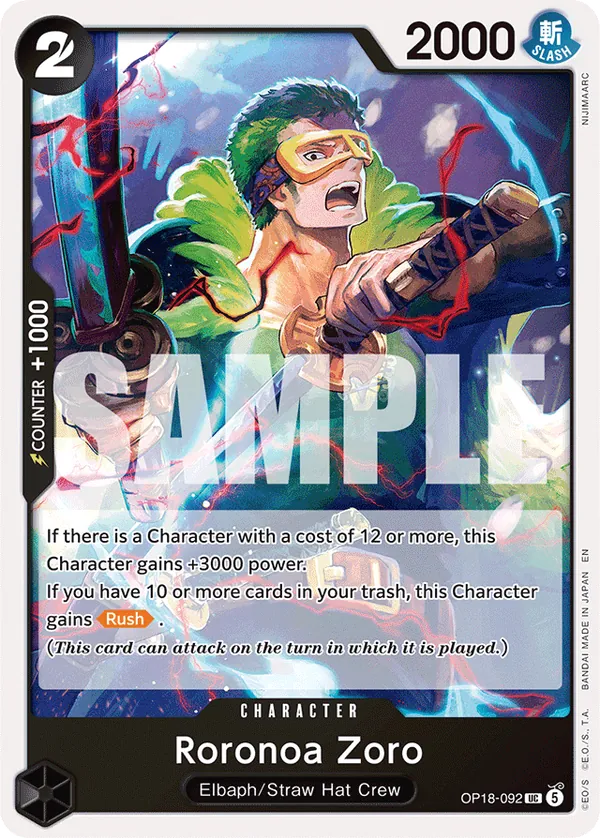 2
2000
斬
SLASH
NIJIMAARC
COUNTER +1000
SAMPLE
If there is a Character with a cost of 12 or more, this
Character gains +3000 power.
If you have 10 or more cards in your trash, this Character
gains Rush .
(This card can attack on the turn in which it is played.)
CHARACTER
Roronoa Zoro
Elbaph/Straw Hat Crew
OP18-092 UC 5
©EO/S ©E.O./S., T.A. BANDAI MADE IN JAPAN EN